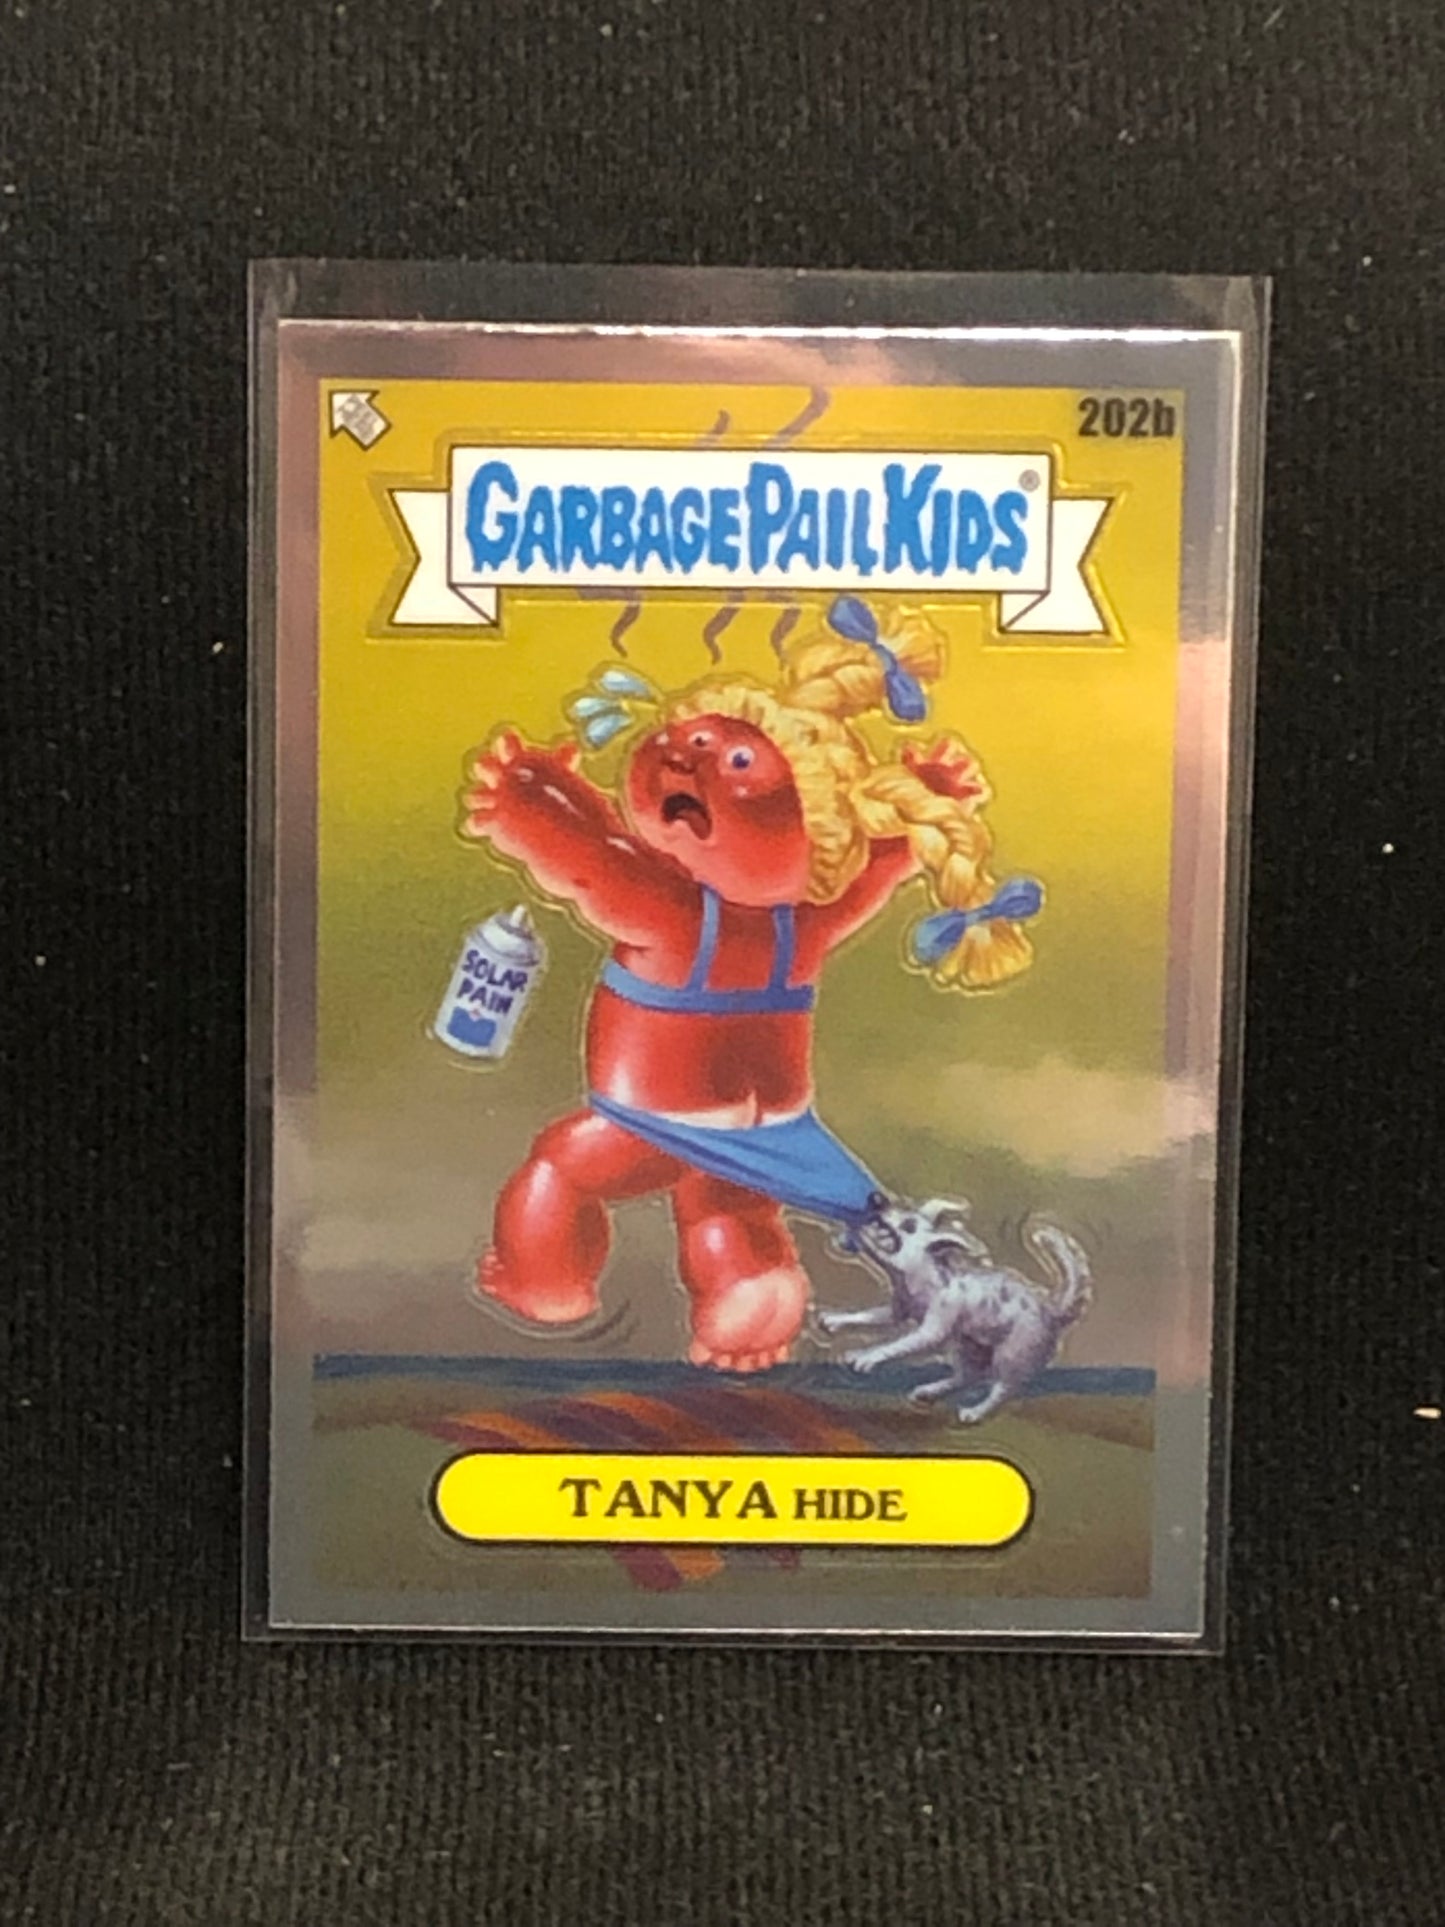 202b
GARBAGE PAIL KIDS®
SOLAR
PAIN
TANYA HIDE